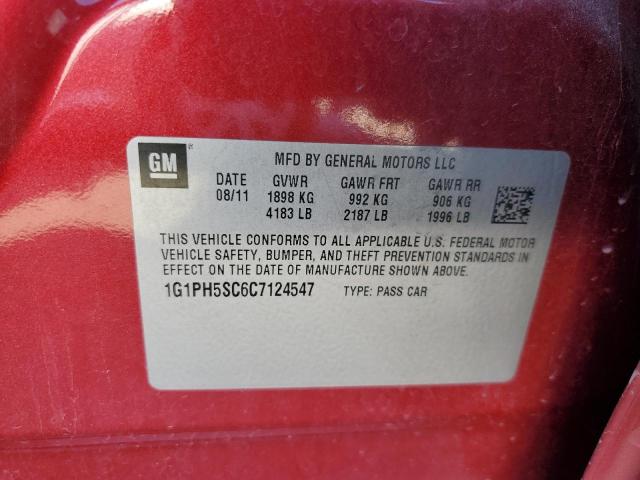 GM
MFD BY GENERAL MOTORS LLC
DATE GVWR GAWR FRT GAWR RR
08/11 1898 KG 992 KG 906 KG
4183 LB 2187 LB 1996 LB
THIS VEHICLE CONFORMS TO ALL APPLICABLE U.S. FEDERAL MOTOR
VEHICLE SAFETY, BUMPER, AND THEFT PREVENTION STANDARDS IN
EFFECT ON THE DATE OF MANUFACTURE SHOWN ABOVE.
1G1PH5SC6C7124547 TYPE: PASS CAR